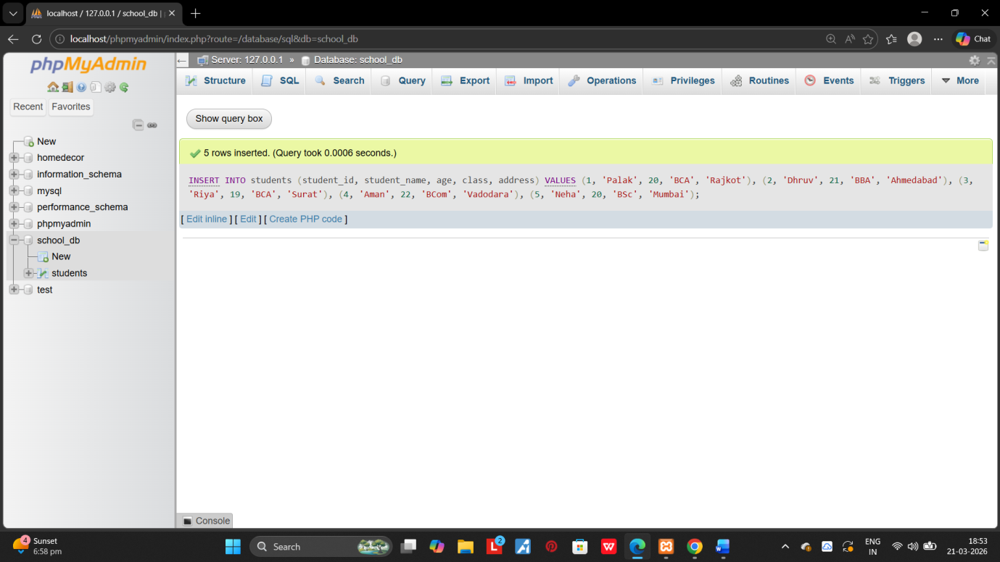 localhost / 127.0.0.1 / school_db |
localhost/phpmyadmin/index.php?route=/database/sql&db=school_db
Chat
phpMyAdmin
Server: 127.0.0.1 » Database: school_db
Structure SQL Search Query Export Import Operations Privileges Routines Events Triggers More
Recent Favorites
Show query box
New
homedecor
information_schema
mysql
performance_schema
phpmyadmin
school_db
New
students
test
5 rows inserted. (Query took 0.0006 seconds.)
INSERT INTO students (student_id, student_name, age, class, address) VALUES (1, 'Palak', 20, 'BCA', 'Rajkot'), (2, 'Dhruv', 21, 'BBA', 'Ahmedabad'), (3,
'Riya', 19, 'BCA', 'Surat'), (4, 'Aman', 22, 'BCom', 'Vadodara'), (5, 'Neha', 20, 'BSc', 'Mumbai');
[ Edit inline ] [ Edit ] [ Create PHP code ]
Console
4 Sunset
6:58 pm
Search
L 2
W
ENG
IN
18:53
21-03-2026